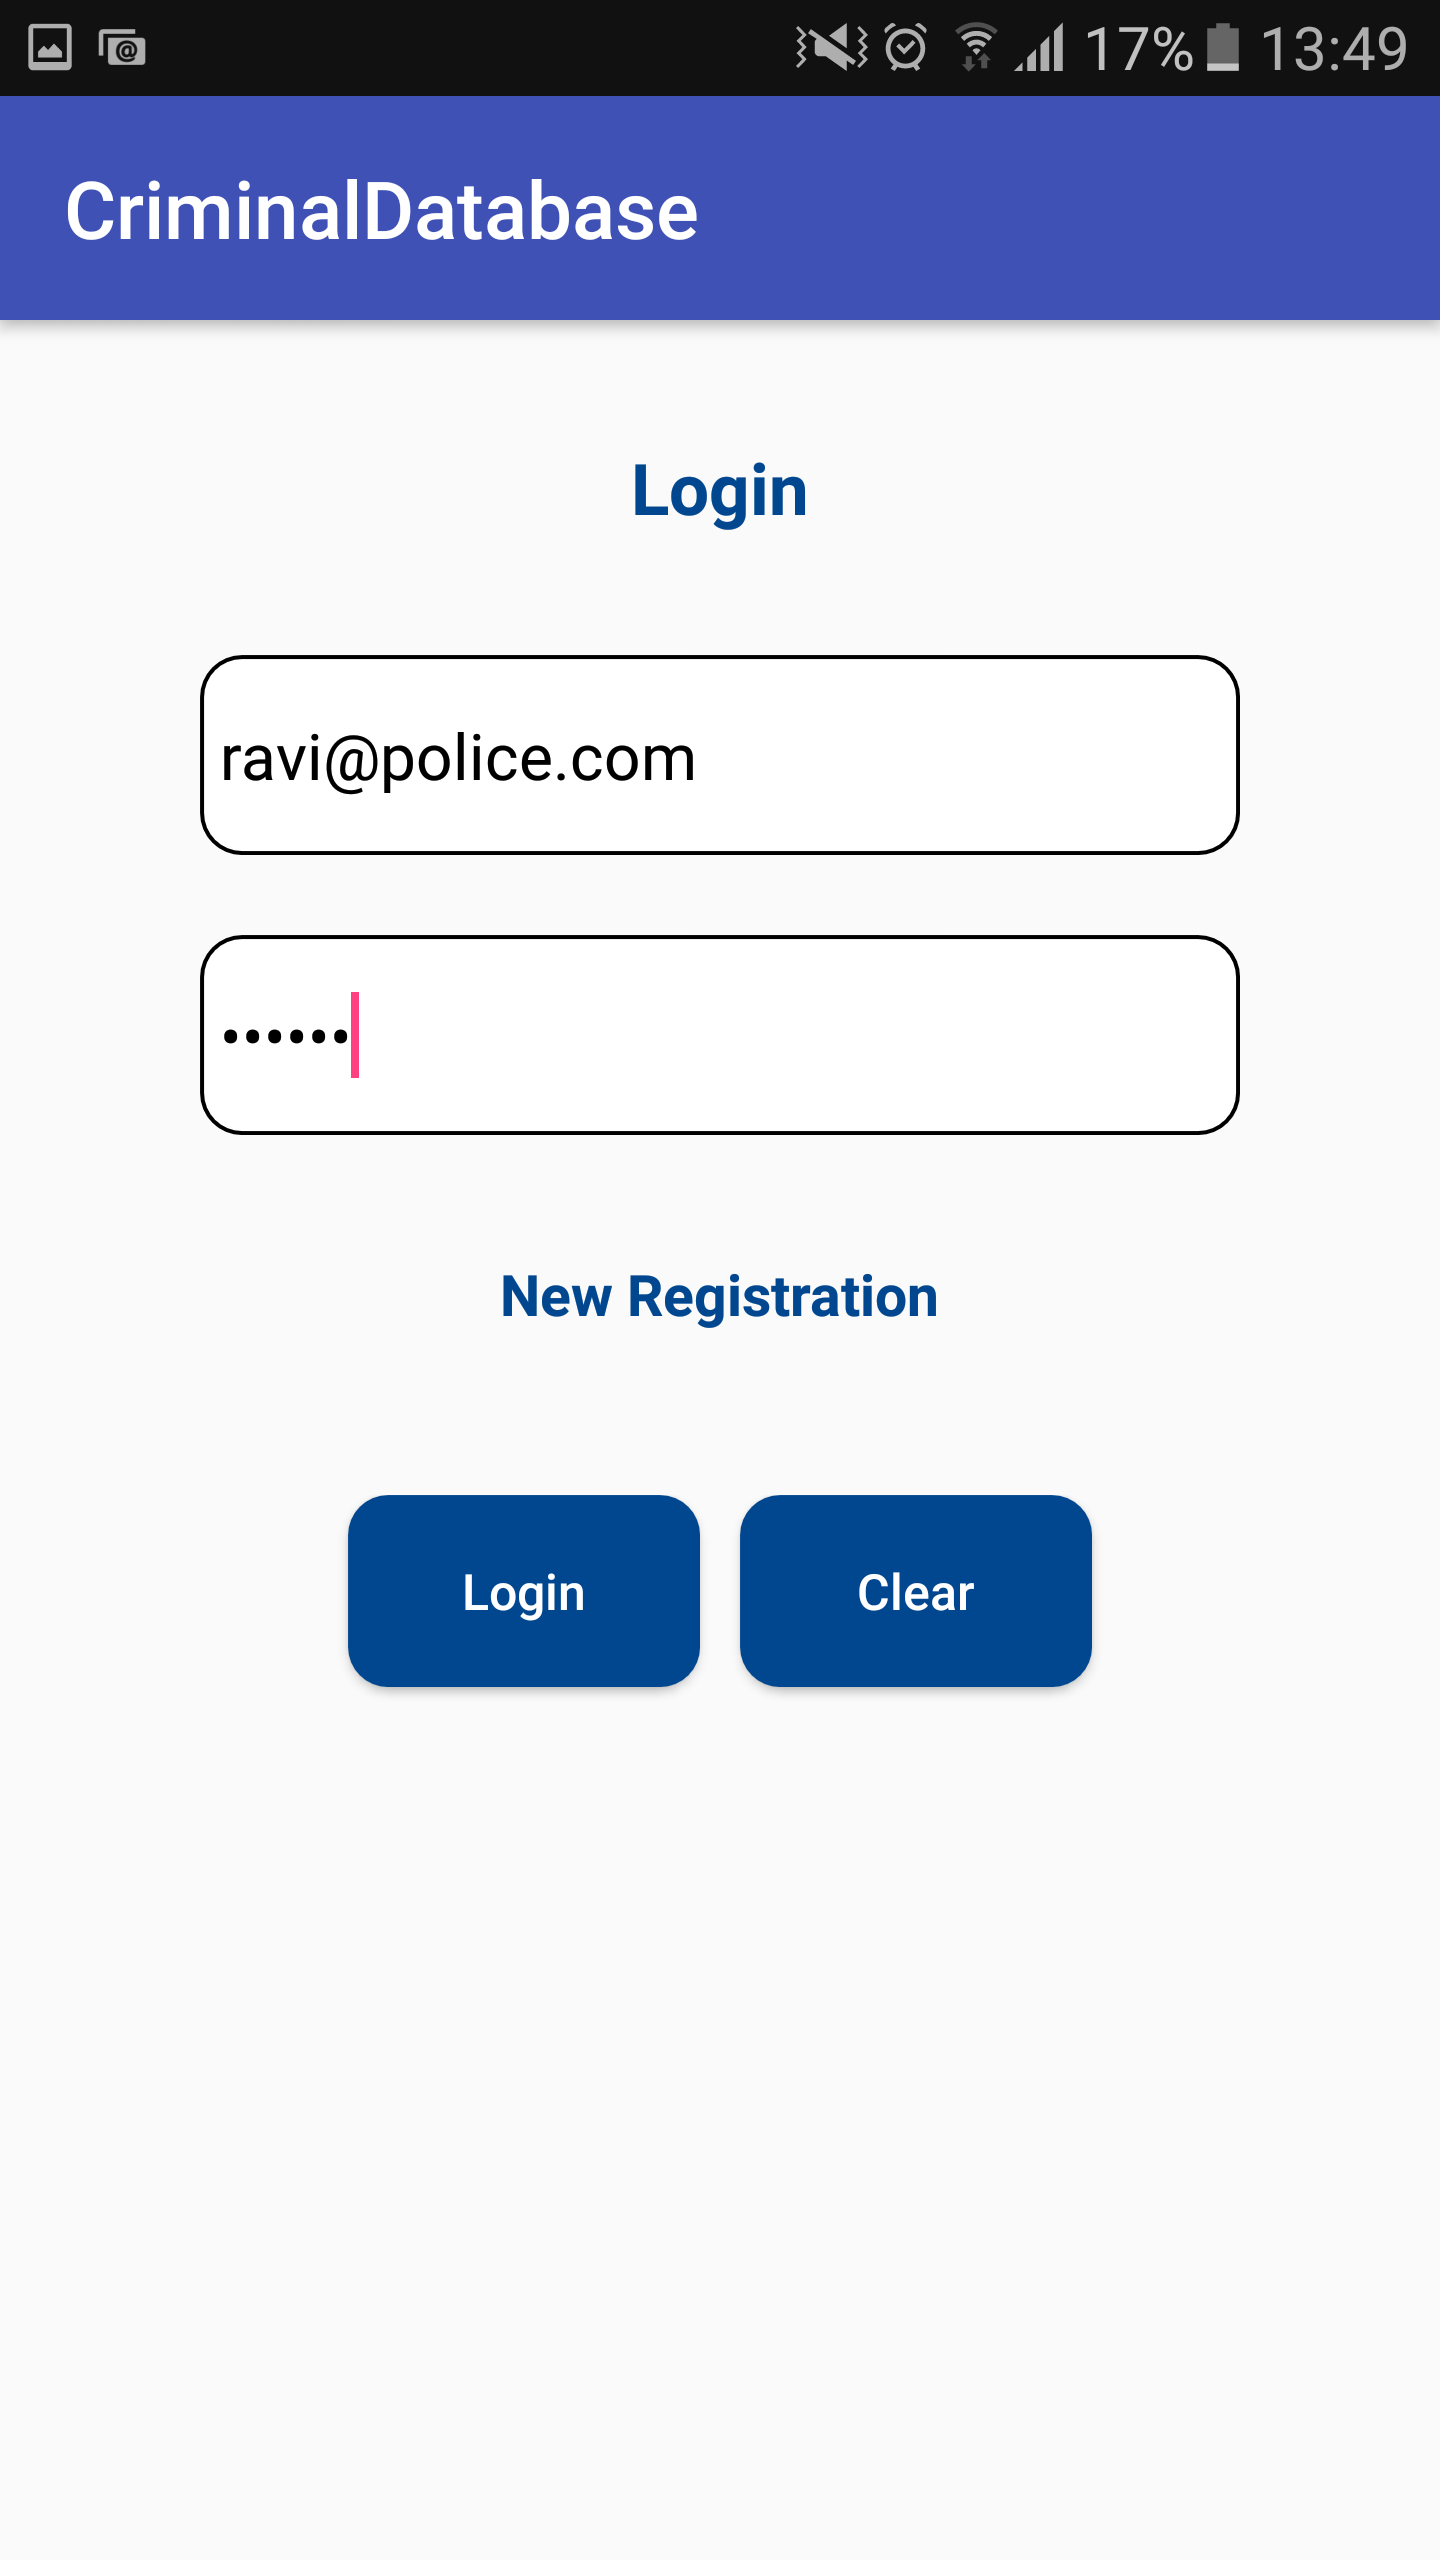 17% 13:49
CriminalDatabase
Login
ravi@police.com
••••••
New Registration
Login Clear